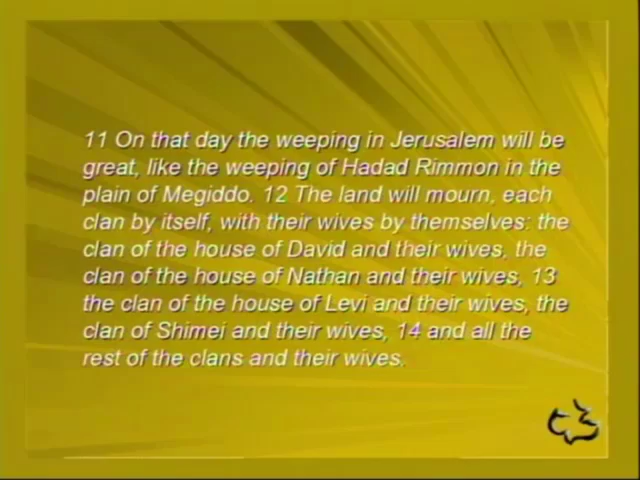 11 On that day the weeping in Jerusalem will be
great, like the weeping of Hadad Rimmon in the
plain of Megiddo. 12 The land will mourn, each
clan by itself, with their wives by themselves: the
clan of the house of David and their wives, the
clan of the house of Nathan and their wives, 13
the clan of the house of Levi and their wives, the
clan of Shimei and their wives, 14 and all the
rest of the clans and their wives.